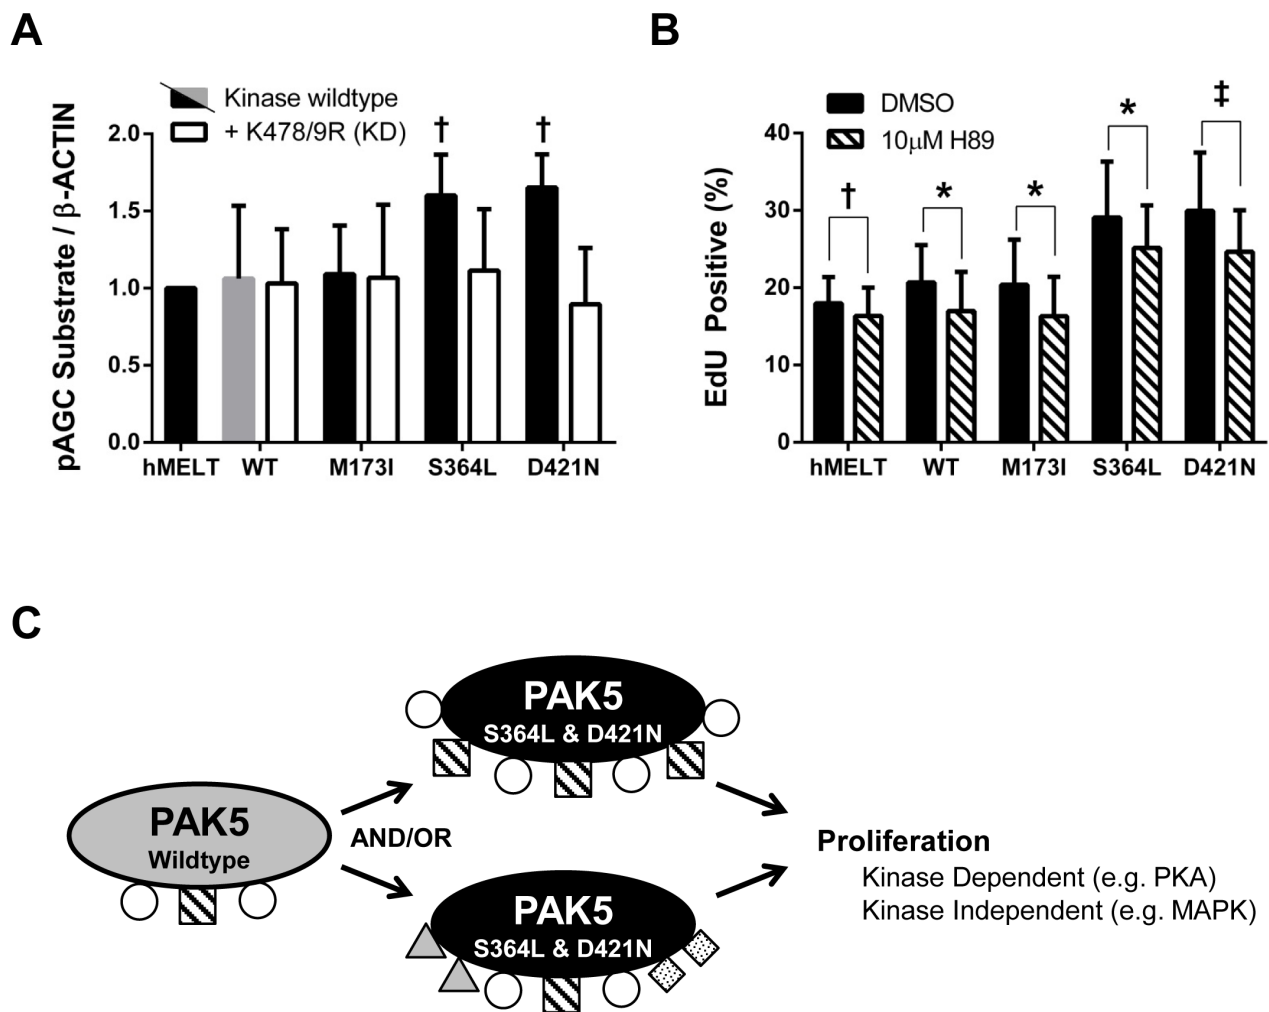 A
pAGC Substrate / β-ACTIN
Kinase wildtype
+ K478/9R (KD)
2.0
1.5
1.0
0.5
0.0
† †
hMELT WT M173I S364L D421N
B
EdU Positive (%)
DMSO
10μM H89
40
30
20
10
0
† * * * ‡
hMELT WT M173I S364L D421N
C
PAK5
Wildtype
AND/OR
PAK5
S364L & D421N
PAK5
S364L & D421N
Proliferation
Kinase Dependent (e.g. PKA)
Kinase Independent (e.g. MAPK)